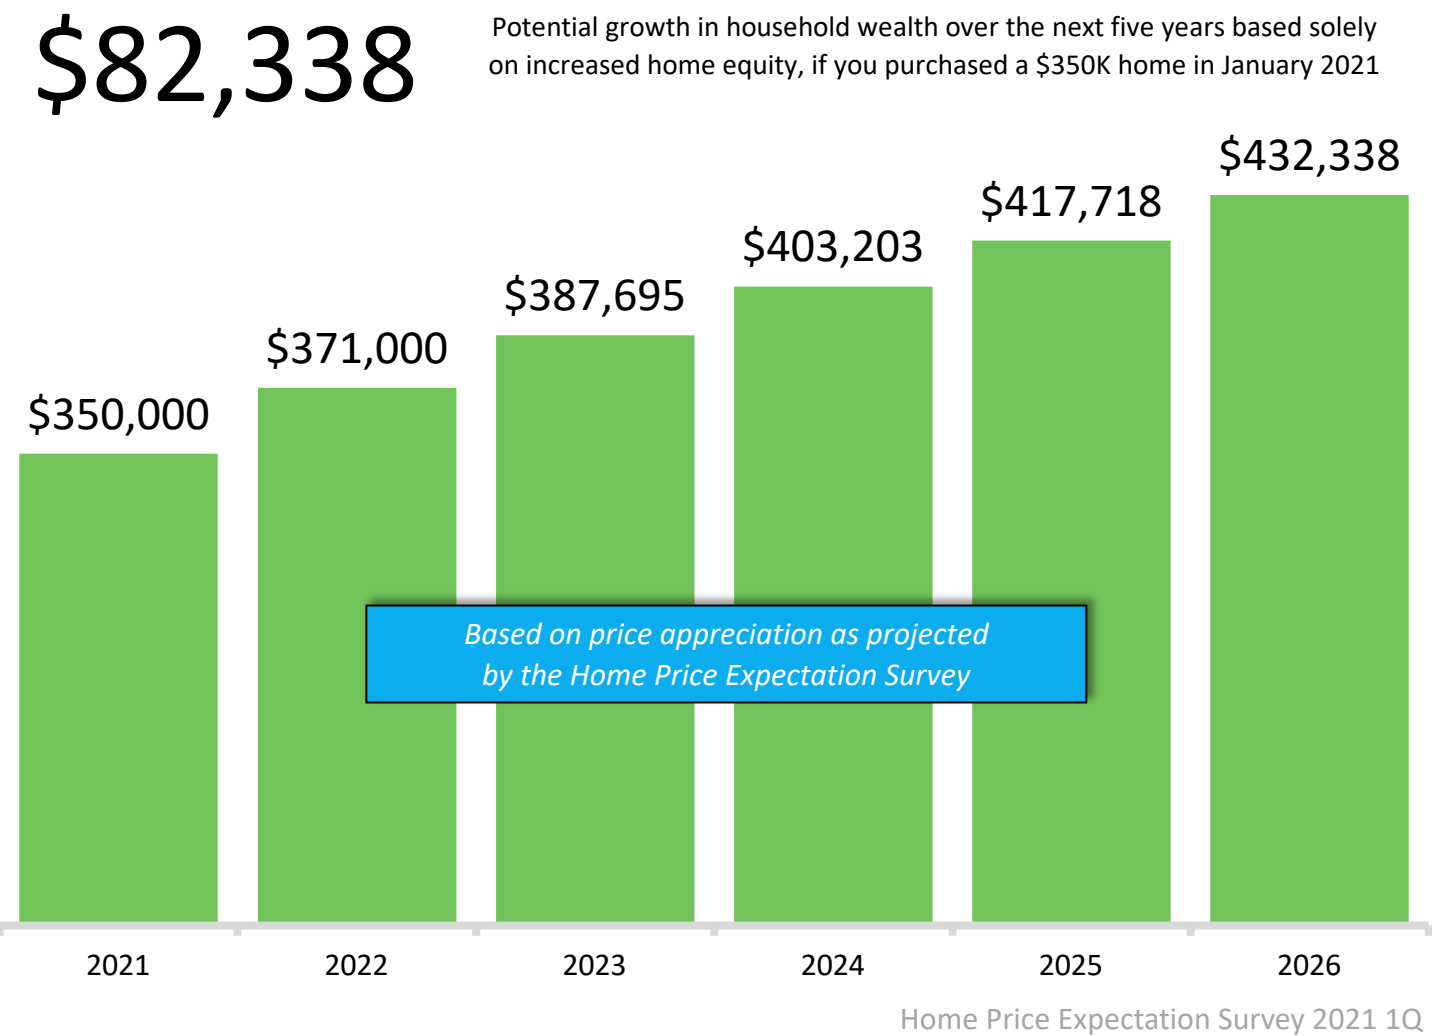 $82,338
Potential growth in household wealth over the next five years based solely
on increased home equity, if you purchased a $350K home in January 2021
$350,000
$371,000
$387,695
$403,203
$417,718
$432,338
Based on price appreciation as projected
by the Home Price Expectation Survey
2021
2022
2023
2024
2025
2026
Home Price Expectation Survey 2021 1Q